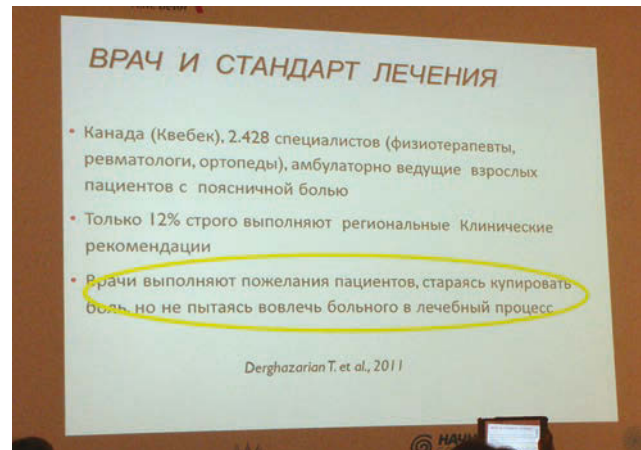 ВРАЧ И СТАНДАРТ ЛЕЧЕНИЯ
• Канада (Квебек), 2.428 специалистов (физиотерапевты,
ревматологи, ортопеды), амбулаторно ведущие взрослых
пациентов с поясничной болью
• Только 12% строго выполняют региональные Клинические
рекомендации
• Врачи выполняют пожелания пациентов, стараясь купировать
боль, но не пытаясь вовлечь больного в лечебный процесс
Derghazarian T. et al., 2011
НАЧН